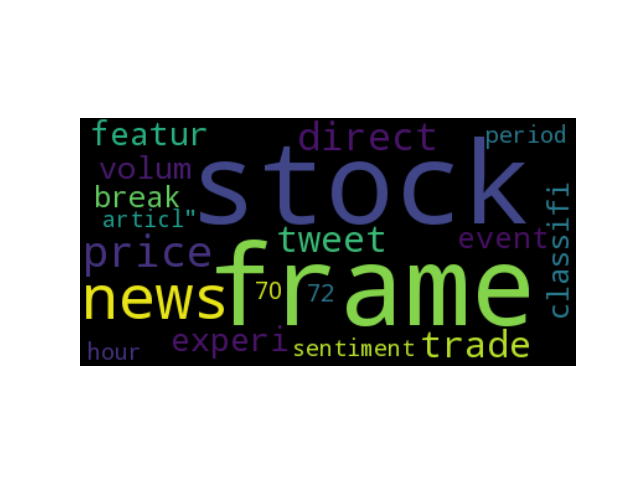 featur
direct
period
volum
stock
break
articl"
classifi
tweet
event
price
frame
news
70
72
experi
sentiment
trade
hour